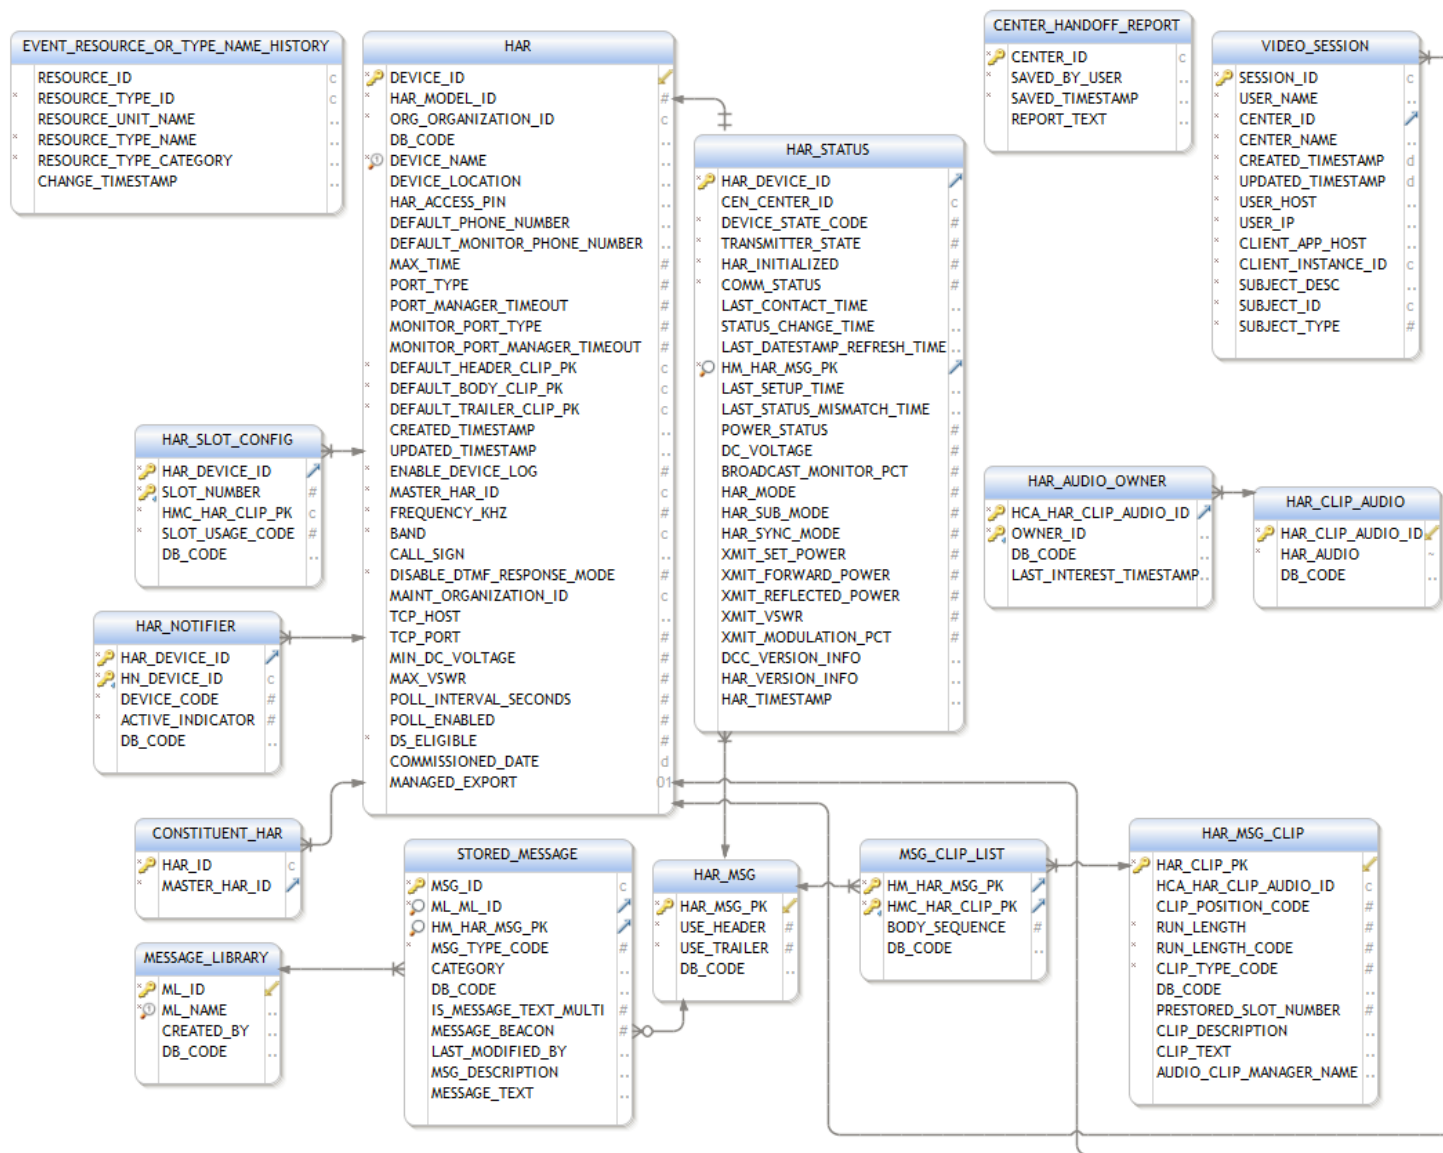 EVENT_RESOURCE_OR_TYPE_NAME_HISTORY
RESOURCE_ID c
* RESOURCE_TYPE_ID c
RESOURCE_UNIT_NAME ..
* RESOURCE_TYPE_NAME ..
* RESOURCE_TYPE_CATEGORY ..
CHANGE_TIMESTAMP ..
HAR
* DEVICE_ID
* HAR_MODEL_ID #
* ORG_ORGANIZATION_ID c
DB_CODE ..
* DEVICE_NAME ..
DEVICE_LOCATION ..
HAR_ACCESS_PIN ..
DEFAULT_PHONE_NUMBER ..
DEFAULT_MONITOR_PHONE_NUMBER ..
MAX_TIME #
PORT_TYPE #
PORT_MANAGER_TIMEOUT #
MONITOR_PORT_TYPE #
MONITOR_PORT_MANAGER_TIMEOUT #
* DEFAULT_HEADER_CLIP_PK c
* DEFAULT_BODY_CLIP_PK c
* DEFAULT_TRAILER_CLIP_PK c
CREATED_TIMESTAMP ..
UPDATED_TIMESTAMP ..
* ENABLE_DEVICE_LOG #
* MASTER_HAR_ID c
* FREQUENCY_KHZ #
* BAND c
CALL_SIGN ..
* DISABLE_DTMF_RESPONSE_MODE #
MAINT_ORGANIZATION_ID c
TCP_HOST ..
TCP_PORT #
MIN_DC_VOLTAGE #
MAX_VSWR #
POLL_INTERVAL_SECONDS #
POLL_ENABLED #
* DS_ELIGIBLE #
COMMISSIONED_DATE d
MANAGED_EXPORT 01
HAR_STATUS
* HAR_DEVICE_ID
CEN_CENTER_ID c
* DEVICE_STATE_CODE #
* TRANSMITTER_STATE #
* HAR_INITIALIZED #
* COMM_STATUS #
LAST_CONTACT_TIME ..
STATUS_CHANGE_TIME ..
LAST_DATESTAMP_REFRESH_TIME ..
* HM_HAR_MSG_PK
LAST_SETUP_TIME ..
LAST_STATUS_MISMATCH_TIME ..
POWER_STATUS #
DC_VOLTAGE #
BROADCAST_MONITOR_PCT #
HAR_MODE #
HAR_SUB_MODE #
HAR_SYNC_MODE #
XMIT_SET_POWER #
XMIT_FORWARD_POWER #
XMIT_REFLECTED_POWER #
XMIT_VSWR #
XMIT_MODULATION_PCT #
DCC_VERSION_INFO ..
HAR_VERSION_INFO ..
HAR_TIMESTAMP ..
CENTER_HANDOFF_REPORT
* CENTER_ID c
* SAVED_BY_USER ..
* SAVED_TIMESTAMP ..
REPORT_TEXT ..
VIDEO_SESSION
* SESSION_ID c
* USER_NAME ..
* CENTER_ID
* CENTER_NAME ..
* CREATED_TIMESTAMP d
* UPDATED_TIMESTAMP d
* USER_HOST ..
* USER_IP ..
* CLIENT_APP_HOST ..
* CLIENT_INSTANCE_ID c
* SUBJECT_DESC ..
* SUBJECT_ID c
* SUBJECT_TYPE #
HAR_SLOT_CONFIG
* HAR_DEVICE_ID
* SLOT_NUMBER #
* HMC_HAR_CLIP_PK c
* SLOT_USAGE_CODE #
DB_CODE ..
HAR_AUDIO_OWNER
* HCA_HAR_CLIP_AUDIO_ID
* OWNER_ID ..
DB_CODE ..
LAST_INTEREST_TIMESTAMP ..
HAR_CLIP_AUDIO
* HAR_CLIP_AUDIO_ID
* HAR_AUDIO ~
DB_CODE ..
HAR_NOTIFIER
* HAR_DEVICE_ID
* HN_DEVICE_ID c
* DEVICE_CODE #
* ACTIVE_INDICATOR #
DB_CODE ..
CONSTITUENT_HAR
* HAR_ID c
* MASTER_HAR_ID
MESSAGE_LIBRARY
* ML_ID
* ML_NAME ..
CREATED_BY ..
DB_CODE ..
STORED_MESSAGE
* MSG_ID c
* ML_ML_ID
HM_HAR_MSG_PK
* MSG_TYPE_CODE #
CATEGORY ..
DB_CODE ..
IS_MESSAGE_TEXT_MULTI #
MESSAGE_BEACON #
LAST_MODIFIED_BY ..
MSG_DESCRIPTION ..
MESSAGE_TEXT ..
HAR_MSG
* HAR_MSG_PK
* USE_HEADER #
* USE_TRAILER #
DB_CODE ..
MSG_CLIP_LIST
* HM_HAR_MSG_PK
* HMC_HAR_CLIP_PK
BODY_SEQUENCE #
DB_CODE ..
HAR_MSG_CLIP
* HAR_CLIP_PK
HCA_HAR_CLIP_AUDIO_ID c
CLIP_POSITION_CODE #
* RUN_LENGTH #
* RUN_LENGTH_CODE #
* CLIP_TYPE_CODE #
DB_CODE ..
PRESTORED_SLOT_NUMBER #
CLIP_DESCRIPTION ..
CLIP_TEXT ..
AUDIO_CLIP_MANAGER_NAME ..